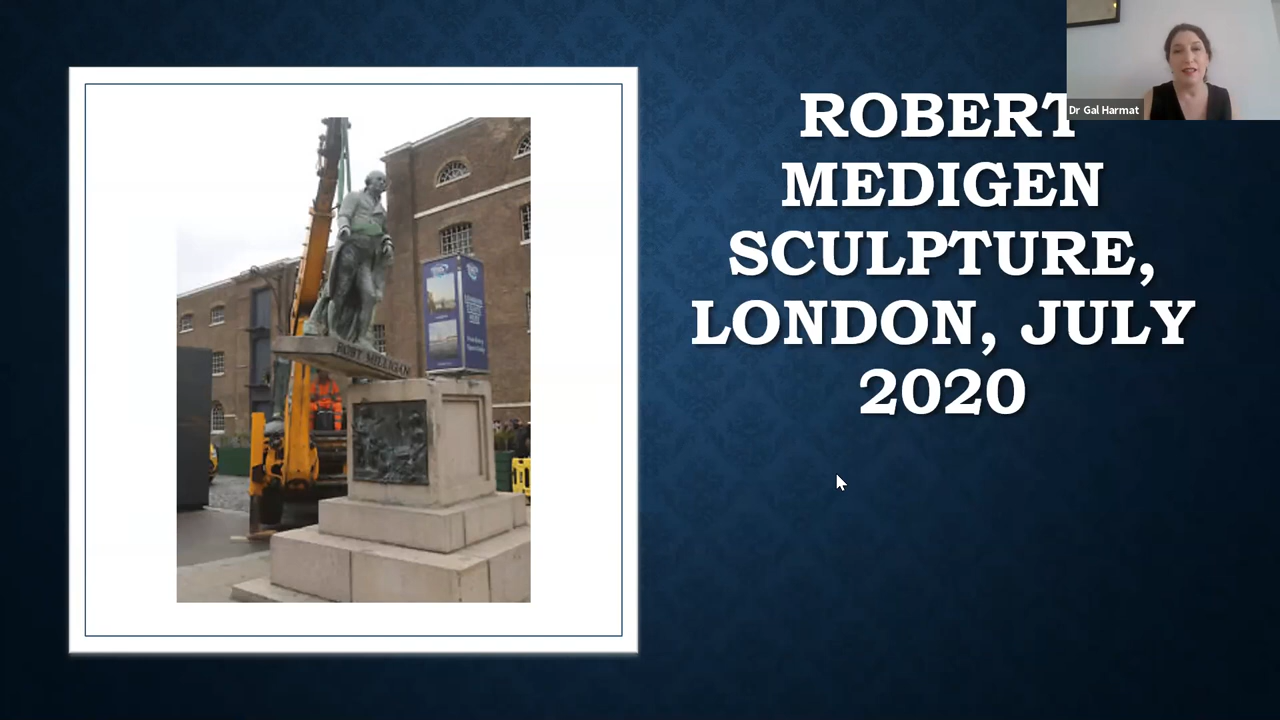 ROBERT
MEDIGEN
SCULPTURE,
LONDON, JULY
2020
Dr Gal Harmat
ROBT MILLIGAN